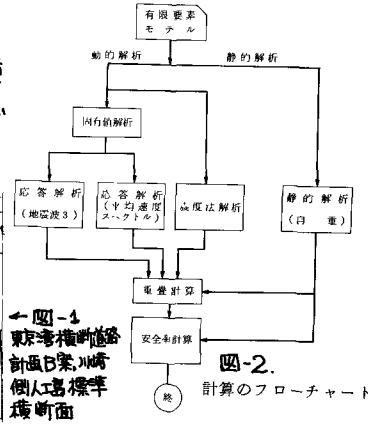 有限要素
モデル
動的解析
静的解析
固有値解析
応答解析
(地震波3)
応答解析
(平均速度
スペクトル)
震度法解析
静的解析
(自 重)
重畳計算
安全率計算
終
←図-1
東京湾横断道路
計画B案,川崎
側人工島標準
横断面
図-2.
計算のフローチャート